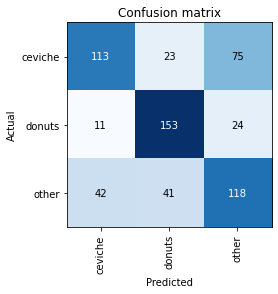 Confusion matrix
ceviche 113 23 75
donuts 11 153 24
other 42 41 118
Actual
ceviche donuts other
Predicted